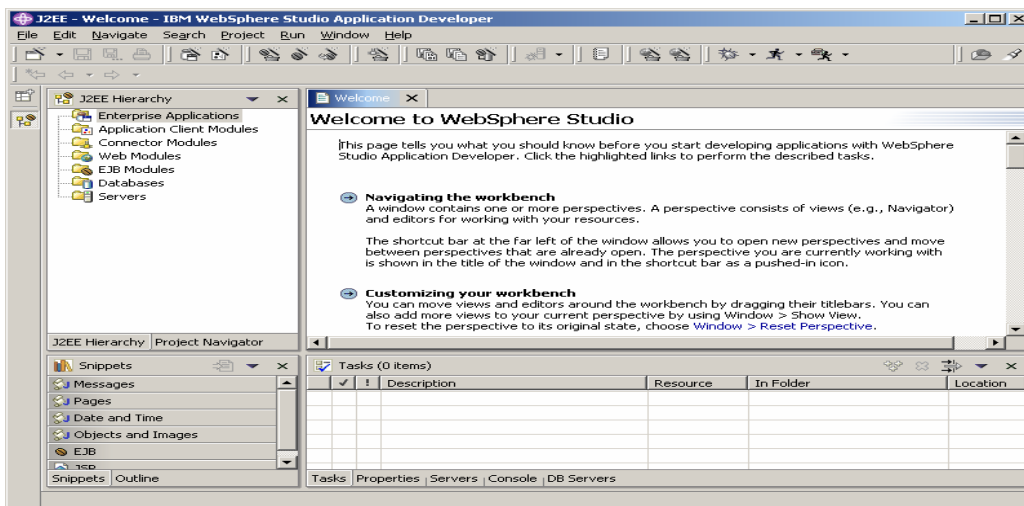 J2EE - Welcome - IBM WebSphere Studio Application Developer
File Edit Navigate Search Project Run Window Help
J2EE Hierarchy
Enterprise Applications
Application Client Modules
Connector Modules
Web Modules
EJB Modules
Databases
Servers
J2EE Hierarchy Project Navigator
Welcome
Welcome to WebSphere Studio
This page tells you what you should know before you start developing applications with WebSphere
Studio Application Developer. Click the highlighted links to perform the described tasks.
Navigating the workbench
A window contains one or more perspectives. A perspective consists of views (e.g., Navigator)
and editors for working with your resources.
The shortcut bar at the far left of the window allows you to open new perspectives and move
between perspectives that are already open. The perspective you are currently working with
is shown in the title of the window and in the shortcut bar as a pushed-in icon.
Customizing your workbench
You can move views and editors around the workbench by dragging their titlebars. You can
also add more views to your current perspective by using Window > Show View.
To reset the perspective to its original state, choose Window > Reset Perspective.
Snippets
Messages
Pages
Date and Time
Objects and Images
EJB
JSP
Snippets Outline
Tasks (0 items)
! Description Resource In Folder Location
Tasks Properties Servers Console DB Servers